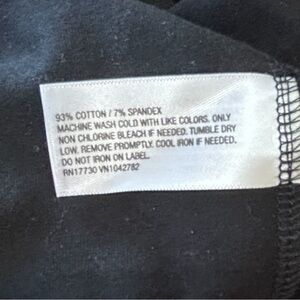 93% COTTON / 7% SPANDEX
MACHINE WASH COLD WITH LIKE COLORS. ONLY
NON CHLORINE BLEACH IF NEEDED. TUMBLE DRY
LOW. REMOVE PROMPTLY. COOL IRON IF NEEDED.
DO NOT IRON ON LABEL.
RN17730 VN1042782